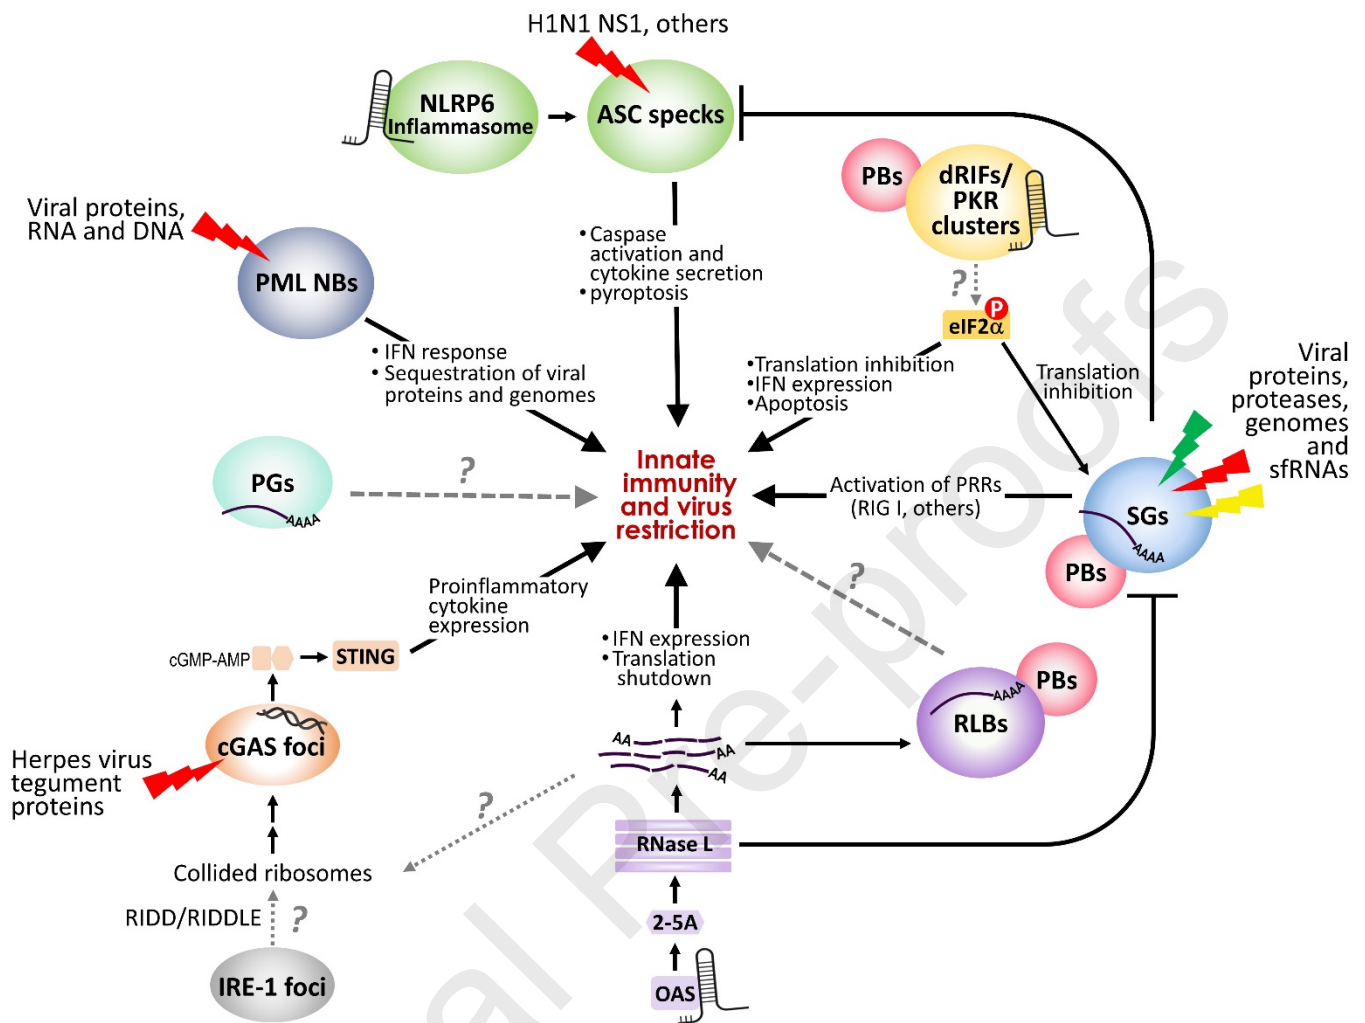 H1N1 NS1, others
NLRP6
Inflammasome
ASC specks
PBs
dRIFs/
PKR
clusters
Viral proteins,
RNA and DNA
PML NBs
•Caspase
activation and
cytokine secretion
•pyroptosis
?
P
eIF2α
• IFN response
• Sequestration of viral
proteins and genomes
•Translation inhibition
•IFN expression
•Apoptosis
Translation
inhibition
Viral
proteins,
proteases,
genomes
and
sfRNAs
PGs
AAAA
?
Innate
immunity
and virus
restriction
Activation of PRRs
(RIG I, others)
SGs
AAAA
PBs
?
Proinflammatory
cytokine
expression
cGMP-AMP
STING
• IFN expression
• Translation
shutdown
PBs
AAAA
RLBs
cGAS foci
Herpes virus
tegument
proteins
AA
AA
AA
?
RNase L
Collided ribosomes
RIDD/RIDDLE
?
2-5A
IRE-1 foci
OAS
al Pre-proofs